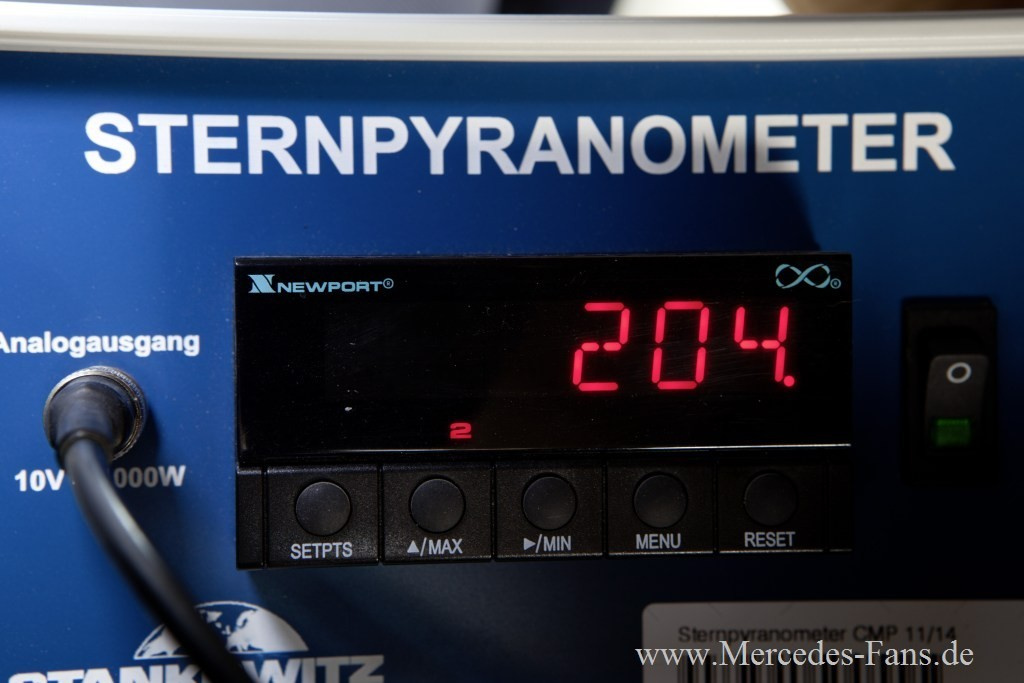 STERNPYRANOMETER
NEWPORT®
®
204.
Analogausgang
2
O
10V 000W
SETPTS ▲/MAX ▶/MIN MENU RESET
Sternpyranometer CMP 11/14
www.Mercedes-Fans.de